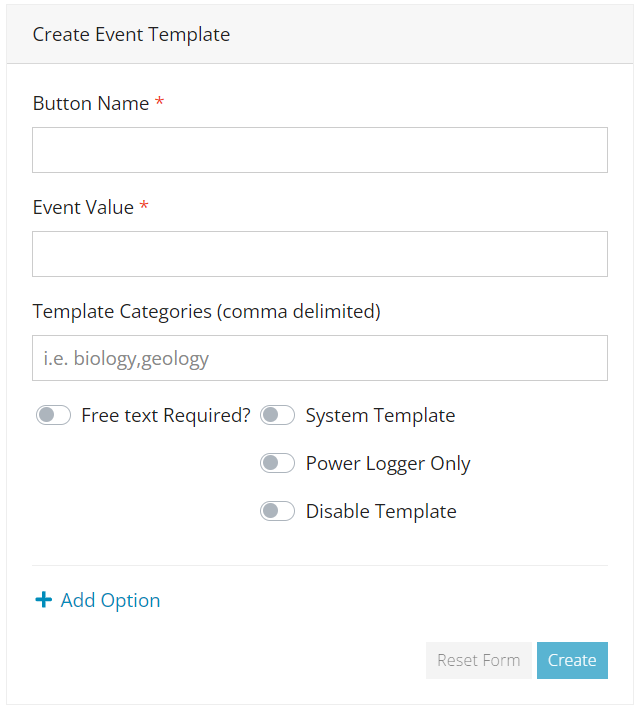 Create Event Template
Button Name *
Event Value *
Template Categories (comma delimited)
i.e. biology,geology
Free text Required? System Template
Power Logger Only
Disable Template
Add Option
Reset Form Create